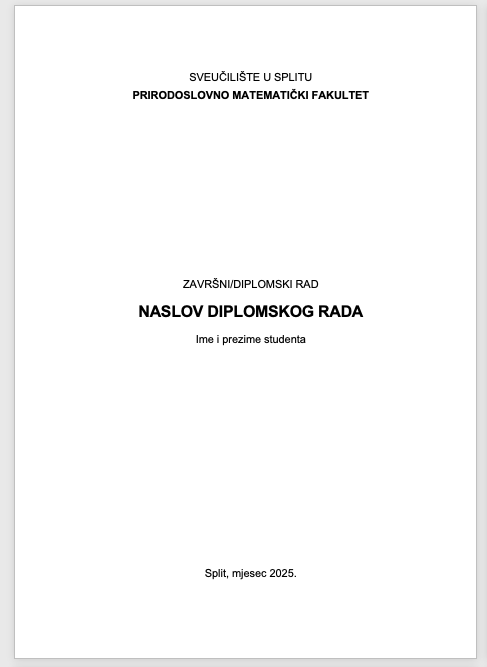 SVEUČILIŠTE U SPLITU
PRIRODOSLOVNO MATEMATIČKI FAKULTET
ZAVRŠNI/DIPLOMSKI RAD
NASLOV DIPLOMSKOG RADA
Ime i prezime studenta
Split, mjesec 2025.